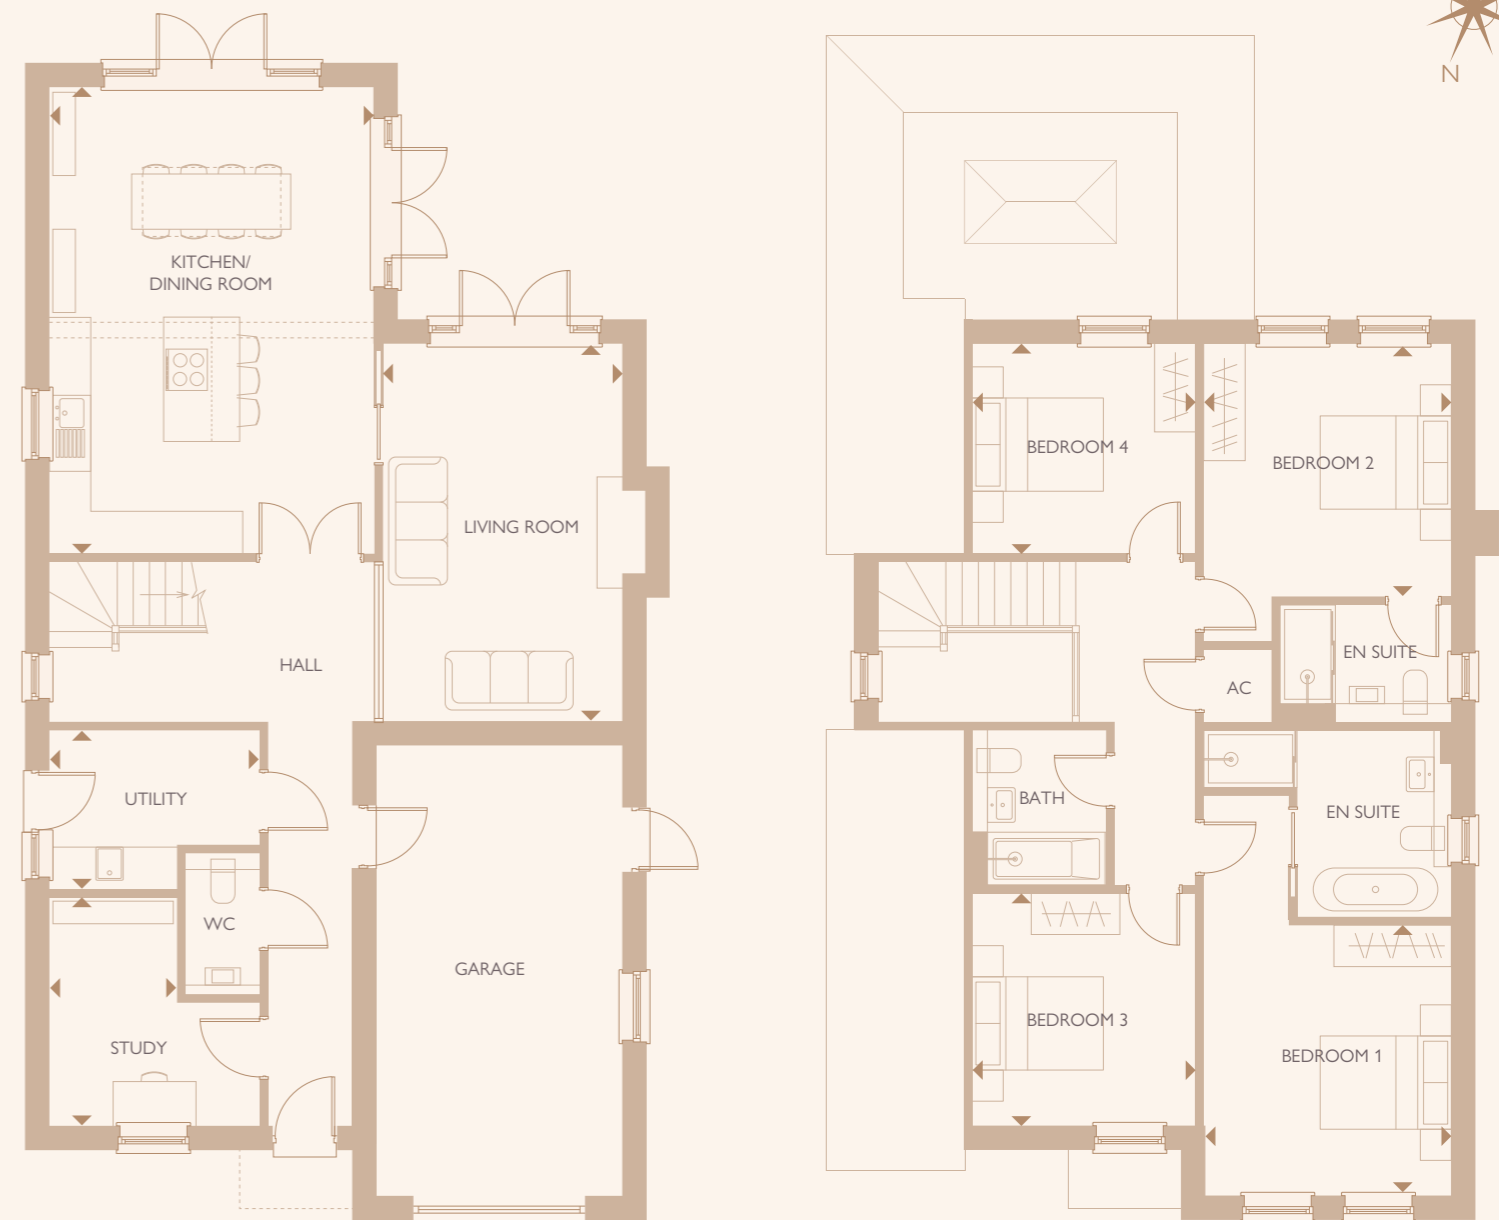 N
KITCHEN/
DINING ROOM
LIVING ROOM
HALL
UTILITY
WC
STUDY
GARAGE
BEDROOM 4
BEDROOM 2
EN SUITE
AC
BATH
EN SUITE
BEDROOM 3
BEDROOM 1